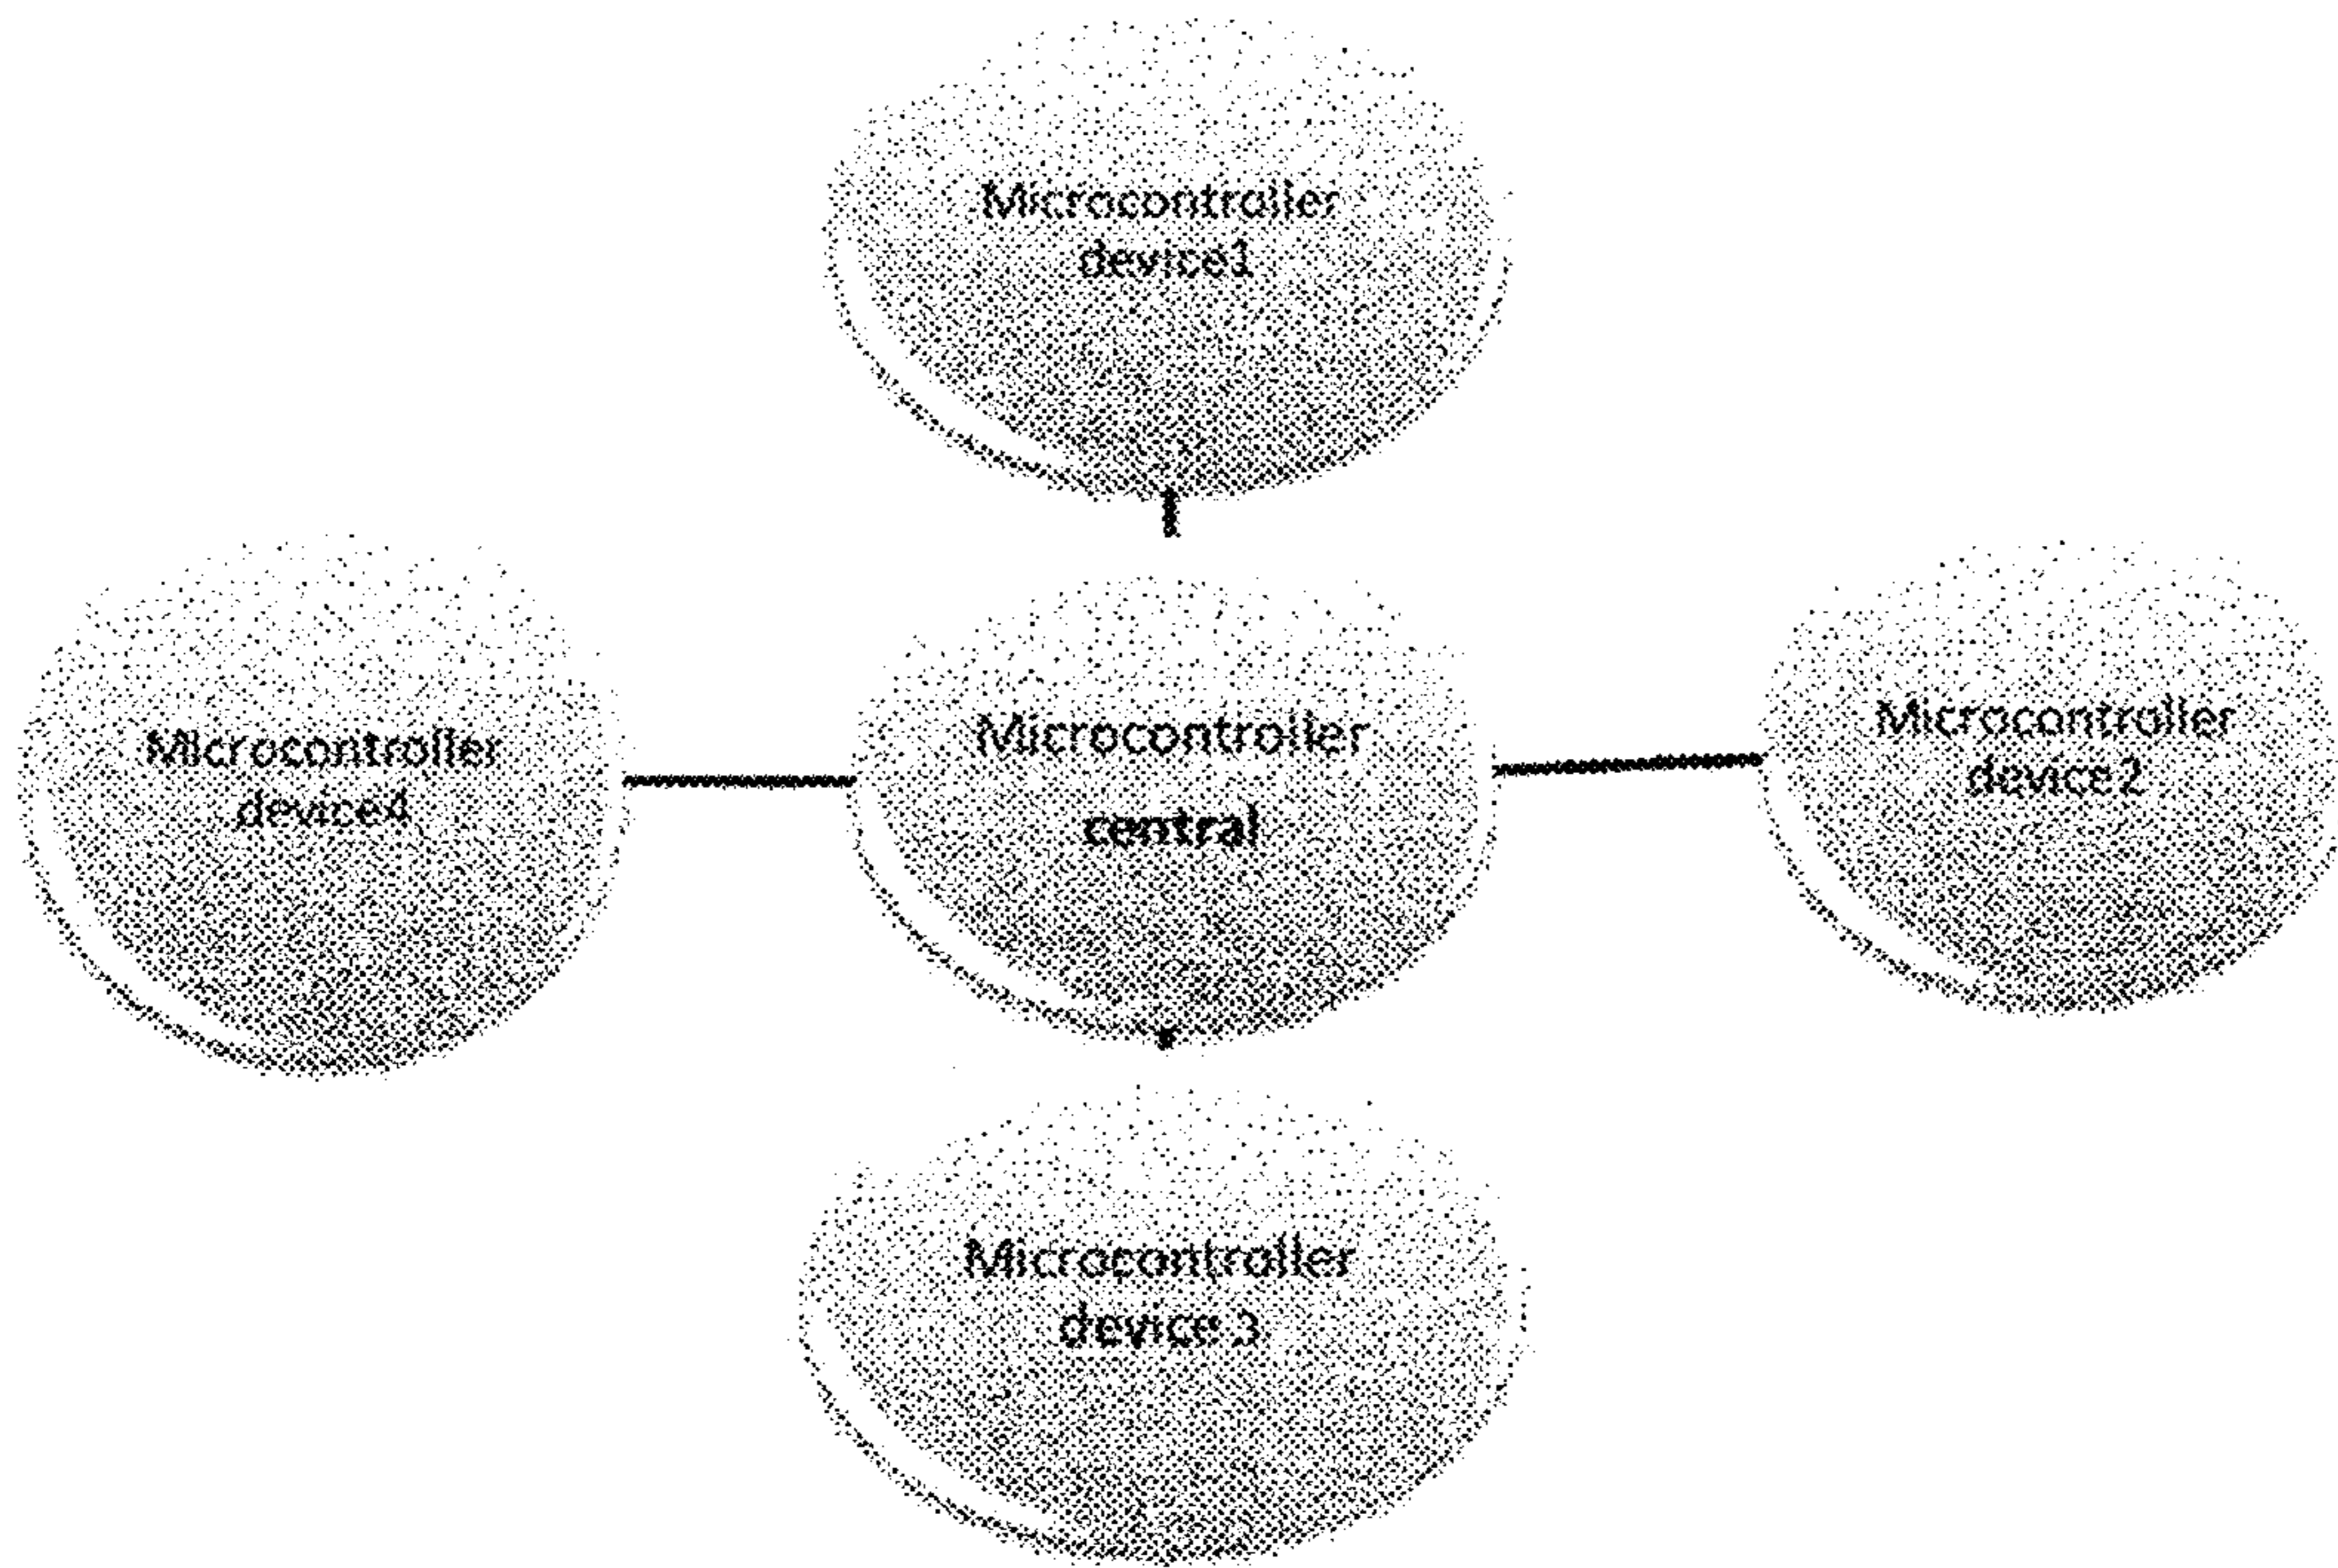 Microcontroller
device1
Microcontroller
device4
Microcontroller
central
Microcontroller
device2
Microcontroller
device 3